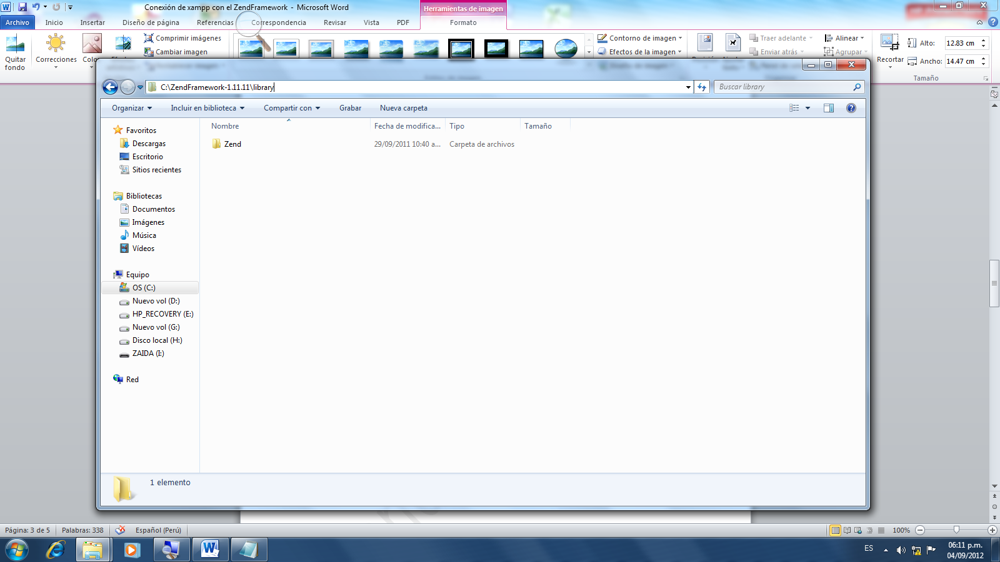 Conexión de xampp con el ZendFramework - Microsoft Word
Herramientas de imagen
Archivo
Inicio
Insertar
Diseño de página
Referencias
Correspondencia
Revisar
Vista
PDF
Formato
Quitar fondo
Correcciones
Comprimir imágenes
Cambiar imagen
Contorno de imagen
Efectos de la imagen
Traer adelante
Enviar atrás
Alinear
Agrupar
Recortar
Alto: 12.83 cm
Ancho: 14.47 cm
Tamaño
C:\ZendFramework-1.11.11\library
Buscar library
Organizar
Incluir en biblioteca
Compartir con
Grabar
Nueva carpeta
Nombre
Fecha de modifica...
Tipo
Tamaño
Zend
29/09/2011 10:40 a...
Carpeta de archivos
Favoritos
Descargas
Escritorio
Sitios recientes
Bibliotecas
Documentos
Imágenes
Música
Vídeos
Equipo
OS (C:)
Nuevo vol (D:)
HP_RECOVERY (E:)
Nuevo vol (G:)
Disco local (H:)
ZAIDA (I:)
Red
1 elemento
Página: 3 de 5
Palabras: 338
Español (Perú)
100%
ES
06:11 p.m.
04/09/2012